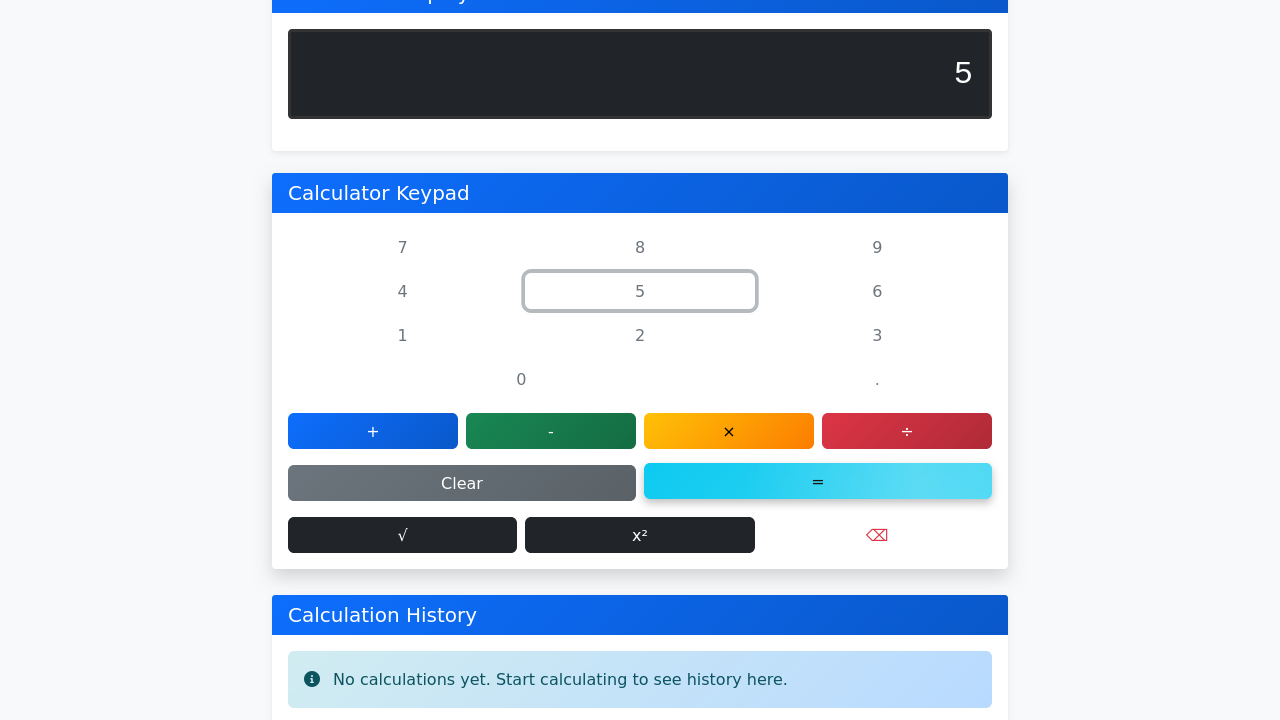 5
Calculator Keypad
7 8 9
4 5 6
1 2 3
0 .
+ - × ÷
Clear =
√ x² ⌫
Calculation History
No calculations yet. Start calculating to see history here.